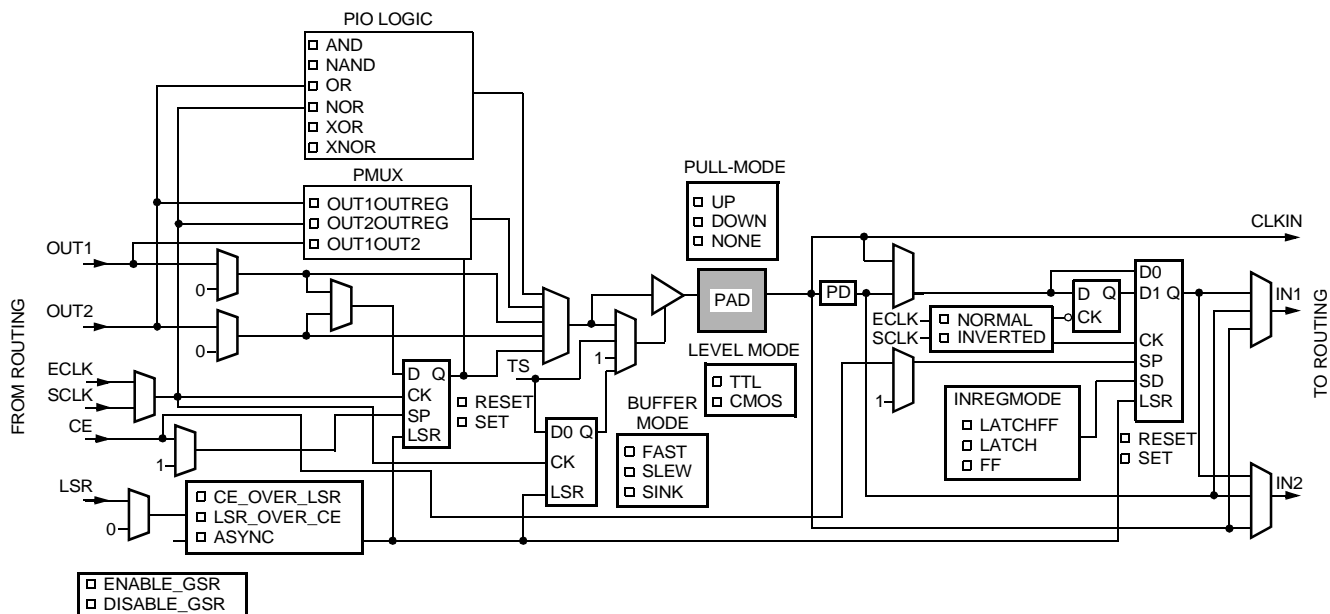 PIO LOGIC
AND
NAND
OR
NOR
XOR
XNOR
PMUX
OUT1OUTREG
OUT2OUTREG
OUT1OUT2
PULL-MODE
UP
DOWN
NONE
FROM ROUTING
OUT1
0
OUT2
0
ECLK
SCLK
CE
1
LSR
0
D Q
CK
SP
LSR
RESET
SET
CE_OVER_LSR
LSR_OVER_CE
ASYNC
ENABLE_GSR
DISABLE_GSR
TS
1
D0 Q
CK
LSR
PAD
LEVEL MODE
TTL
CMOS
BUFFER
MODE
FAST
SLEW
SINK
PD
CLKIN
ECLK
SCLK
NORMAL
INVERTED
1
D Q
CK
D0
D1 Q
CK
SP
SD
LSR
INREGMODE
LATCHFF
LATCH
FF
RESET
SET
IN1
IN2
TO ROUTING